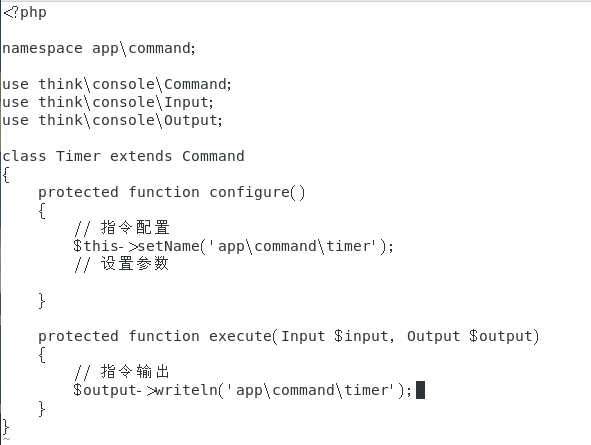 <?php
namespace app\command;
use think\console\Command;
use think\console\Input;
use think\console\Output;
class Timer extends Command
{
    protected function configure()
    {
        // 指令配置
        $this->setName('app\command\timer');
        // 设置参数
    }
    protected function execute(Input $input, Output $output)
    {
        // 指令输出
        $output->writeln('app\command\timer');
    }
}
~